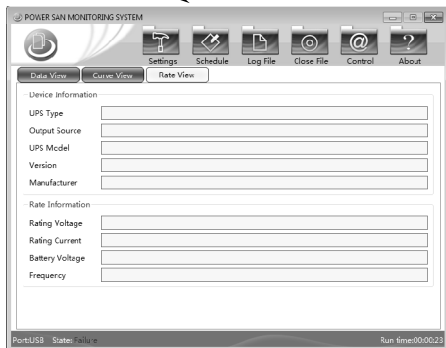 POWER SAN MONITORING SYSTEM
Settings Schedule Log File Close File Control About
Data View Curve View Rate View
Device Information
UPS Type
Output Source
UPS Model
Version
Manufacturer
Rate Information
Rating Voltage
Rating Current
Battery Voltage
Frequency
Port:USB State: Failure Run time:00:00:23